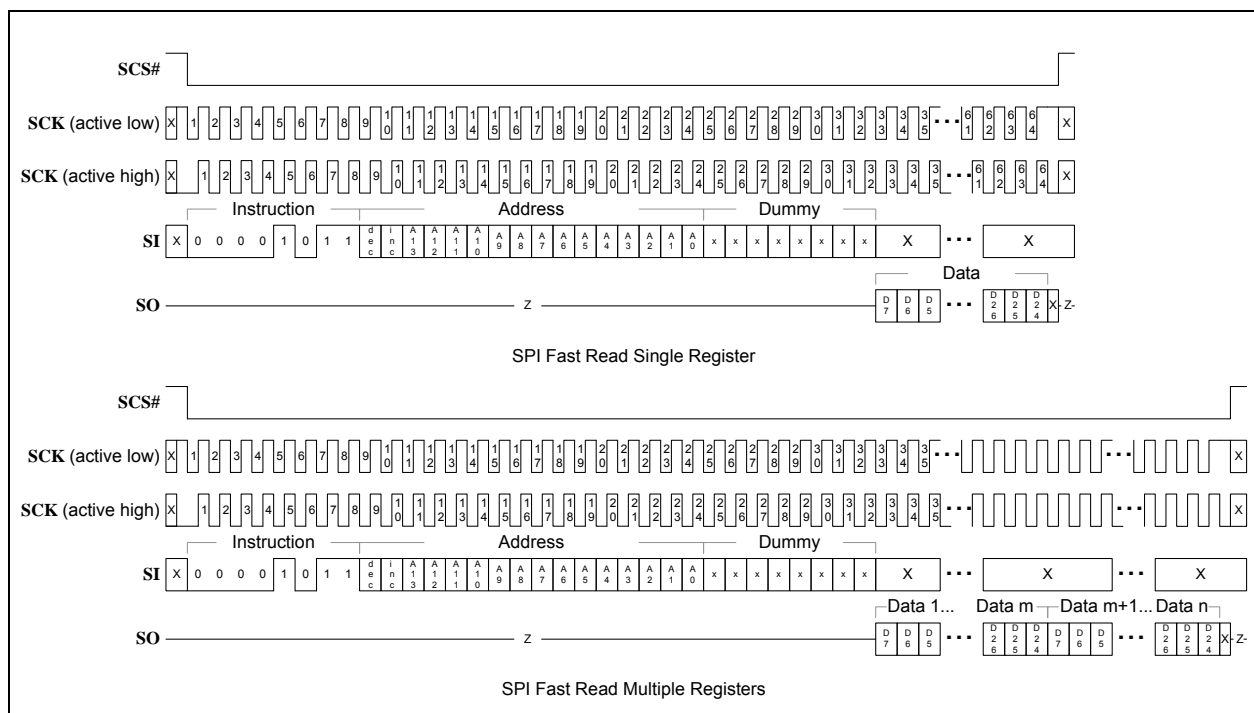 SCS#
SCK (active low) X 1 2 3 4 5 6 7 8 9 10 11 12 13 14 15 16 17 18 19 20 21 22 23 24 25 26 27 28 29 30 31 32 33 34 35 ... 61 62 63 64 X
SCK (active high) X 1 2 3 4 5 6 7 8 9 10 11 12 13 14 15 16 17 18 19 20 21 22 23 24 25 26 27 28 29 30 31 32 33 34 35 ... 61 62 63 64 X
Instruction Address Dummy
SI X 0 0 0 0 1 0 1 1 dec inc A13 A12 A11 A10 A9 A8 A7 A6 A5 A4 A3 A2 A1 A0 x x x x x x x x X ... X
Data
SO Z D7 D6 D5 ... D26 D25 D24 X Z
SPI Fast Read Single Register
SCS#
SCK (active low) X 1 2 3 4 5 6 7 8 9 10 11 12 13 14 15 16 17 18 19 20 21 22 23 24 25 26 27 28 29 30 31 32 33 34 35 ... ... X
SCK (active high) X 1 2 3 4 5 6 7 8 9 10 11 12 13 14 15 16 17 18 19 20 21 22 23 24 25 26 27 28 29 30 31 32 33 34 35 ... ... X
Instruction Address Dummy
SI X 0 0 0 0 1 0 1 1 dec inc A13 A12 A11 A10 A9 A8 A7 A6 A5 A4 A3 A2 A1 A0 x x x x x x x x X ... X ... X
Data 1... Data m Data m+1... Data n
SO Z D7 D6 D5 ... D26 D25 D24 D7 D6 D5 ... D26 D25 D24 X Z
SPI Fast Read Multiple Registers